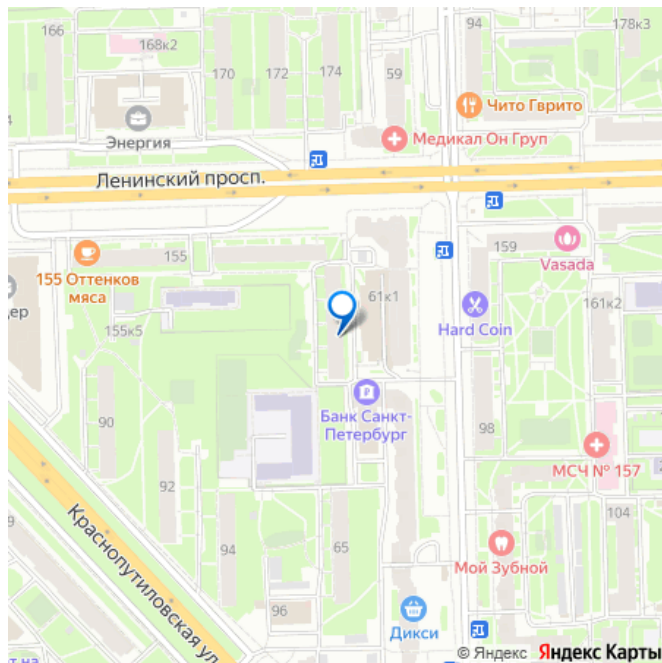 166
168к2
94
178к3
170
172
174
59
Чито Гврито
Энергия
Медикал Он Груп
Ленинский просп.
155
159
Vasada
155 Оттенков
мяса
61к1
161к2
дер
155к5
Hard Coin
Банк Санкт-
Петербург
90
98
МСЧ № 157
92
104
Краснопутиловская ул
94
65
Мой Зубной
96
Дикси
т на
© Яндекс Яндекс Карты